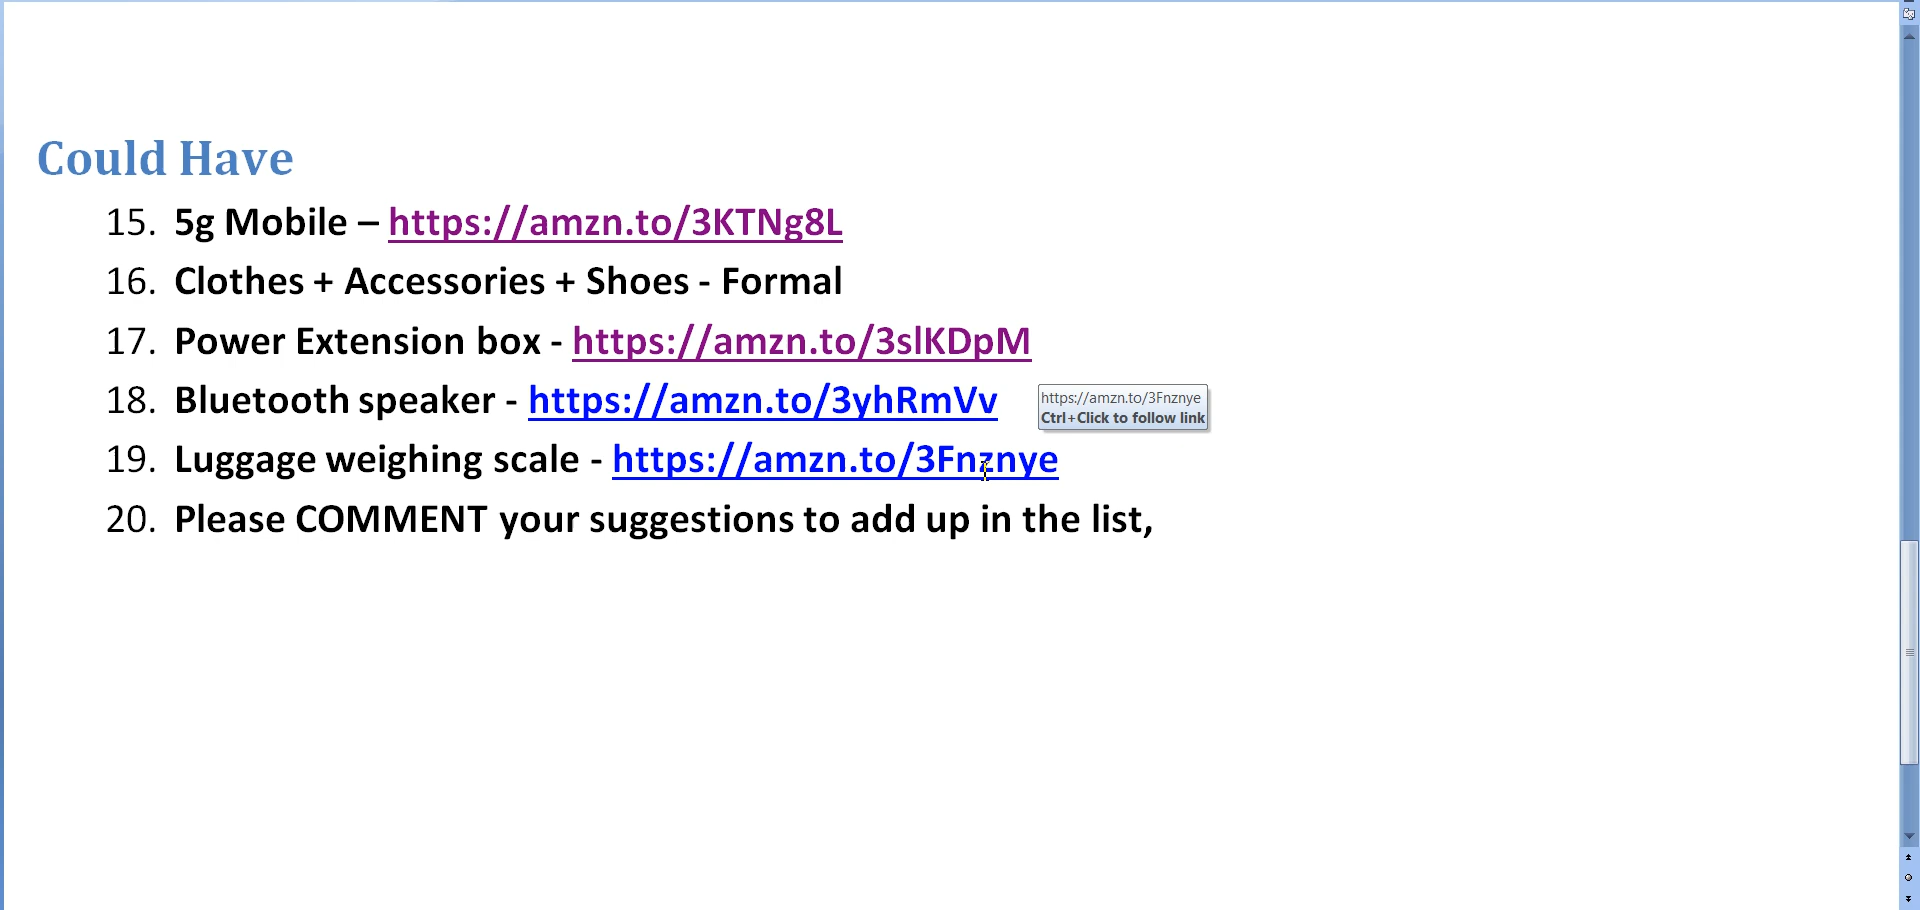 Could Have
15. 5g Mobile – https://amzn.to/3KTNg8L
16. Clothes + Accessories + Shoes - Formal
17. Power Extension box - https://amzn.to/3slKDpM
18. Bluetooth speaker - https://amzn.to/3yhRmVv
https://amzn.to/3Fnznye
Ctrl+Click to follow link
19. Luggage weighing scale - https://amzn.to/3Fnznye
20. Please COMMENT your suggestions to add up in the list,